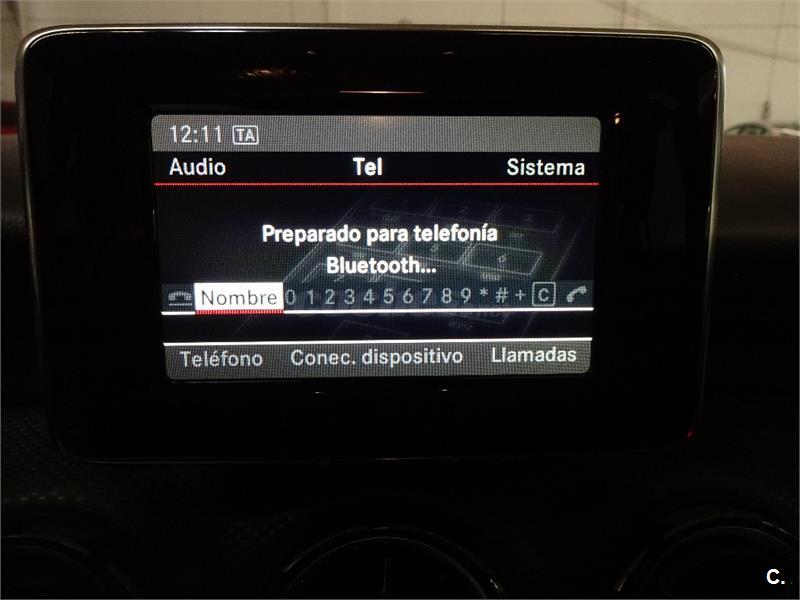 12:11 TA
Audio Tel Sistema
Preparado para telefonía
Bluetooth...
Nombre 0 1 2 3 4 5 6 7 8 9 * # + C
Teléfono Conec. dispositivo Llamadas
C.